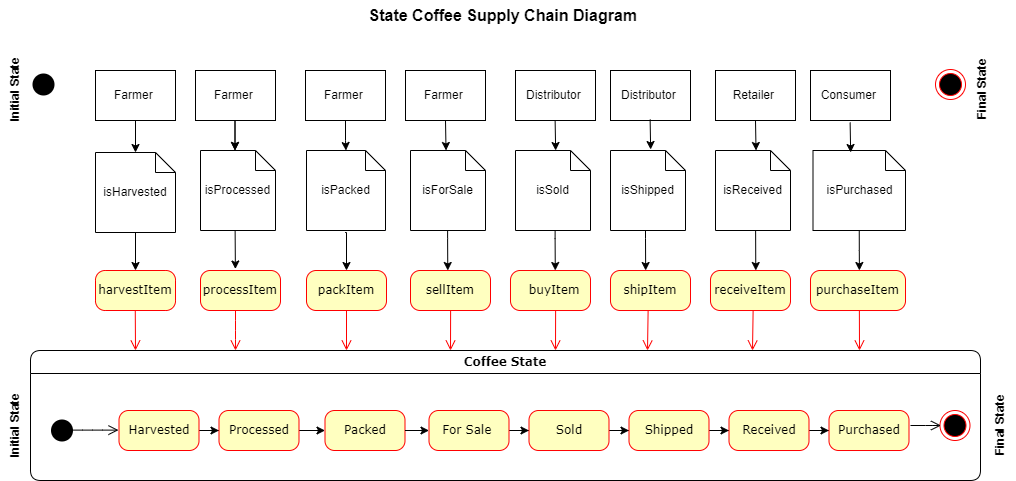 State Coffee Supply Chain Diagram
Initial State
Final State
Farmer
Farmer
Farmer
Farmer
Distributor
Distributor
Retailer
Consumer
isHarvested
isProcessed
isPacked
isForSale
isSold
isShipped
isReceived
isPurchased
harvestItem
processItem
packItem
sellItem
buyItem
shipItem
receiveItem
purchaseItem
Coffee State
Initial State
Final State
Harvested
Processed
Packed
For Sale
Sold
Shipped
Received
Purchased